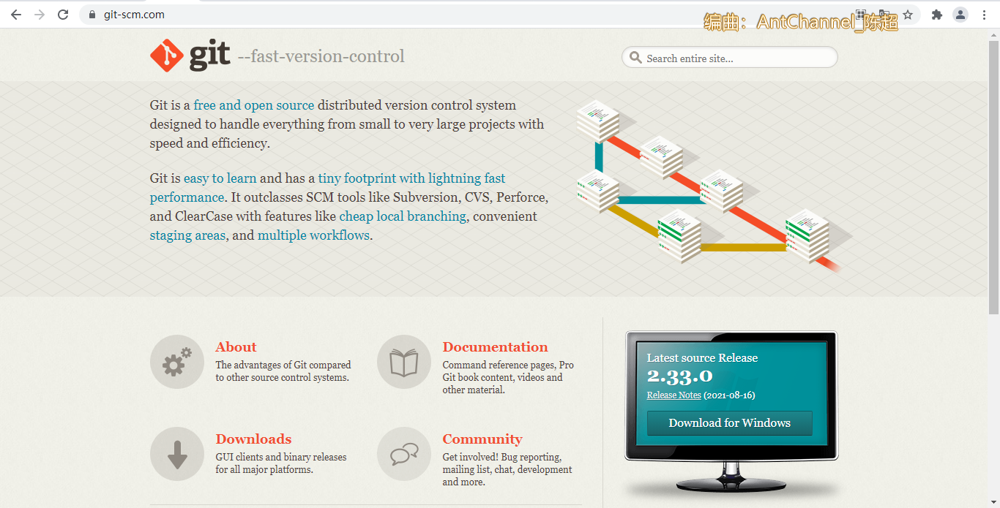 git-scm.com
编曲：AntChannel_陈超
git --fast-version-control
Search entire site...
Git is a free and open source distributed version control system
designed to handle everything from small to very large projects with
speed and efficiency.
Git is easy to learn and has a tiny footprint with lightning fast
performance. It outclasses SCM tools like Subversion, CVS, Perforce,
and ClearCase with features like cheap local branching, convenient
staging areas, and multiple workflows.
About
The advantages of Git compared
to other source control systems.
Documentation
Command reference pages, Pro
Git book content, videos and
other material.
Downloads
GUI clients and binary releases
for all major platforms.
Community
Get involved! Bug reporting,
mailing list, chat, development
and more.
Latest source Release
2.33.0
Release Notes (2021-08-16)
Download for Windows